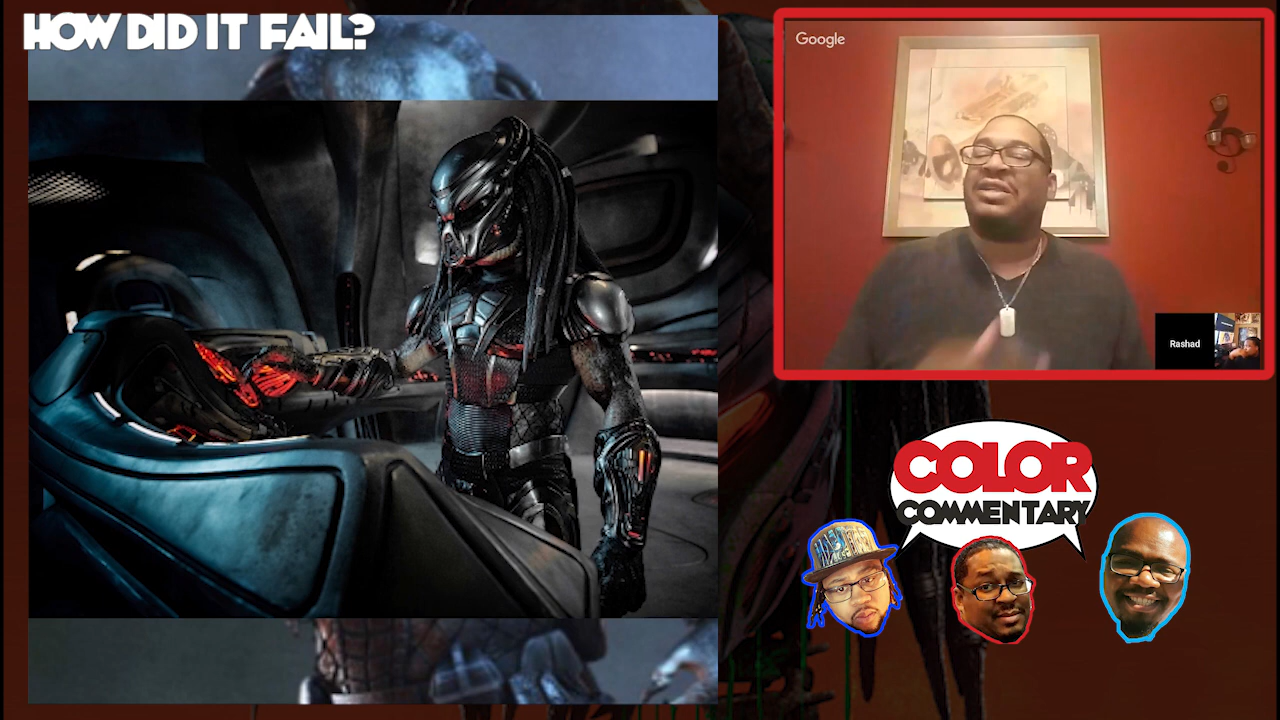 HOW DID IT FAIL?
Google
Rashad
COLOR
COMMENTARY